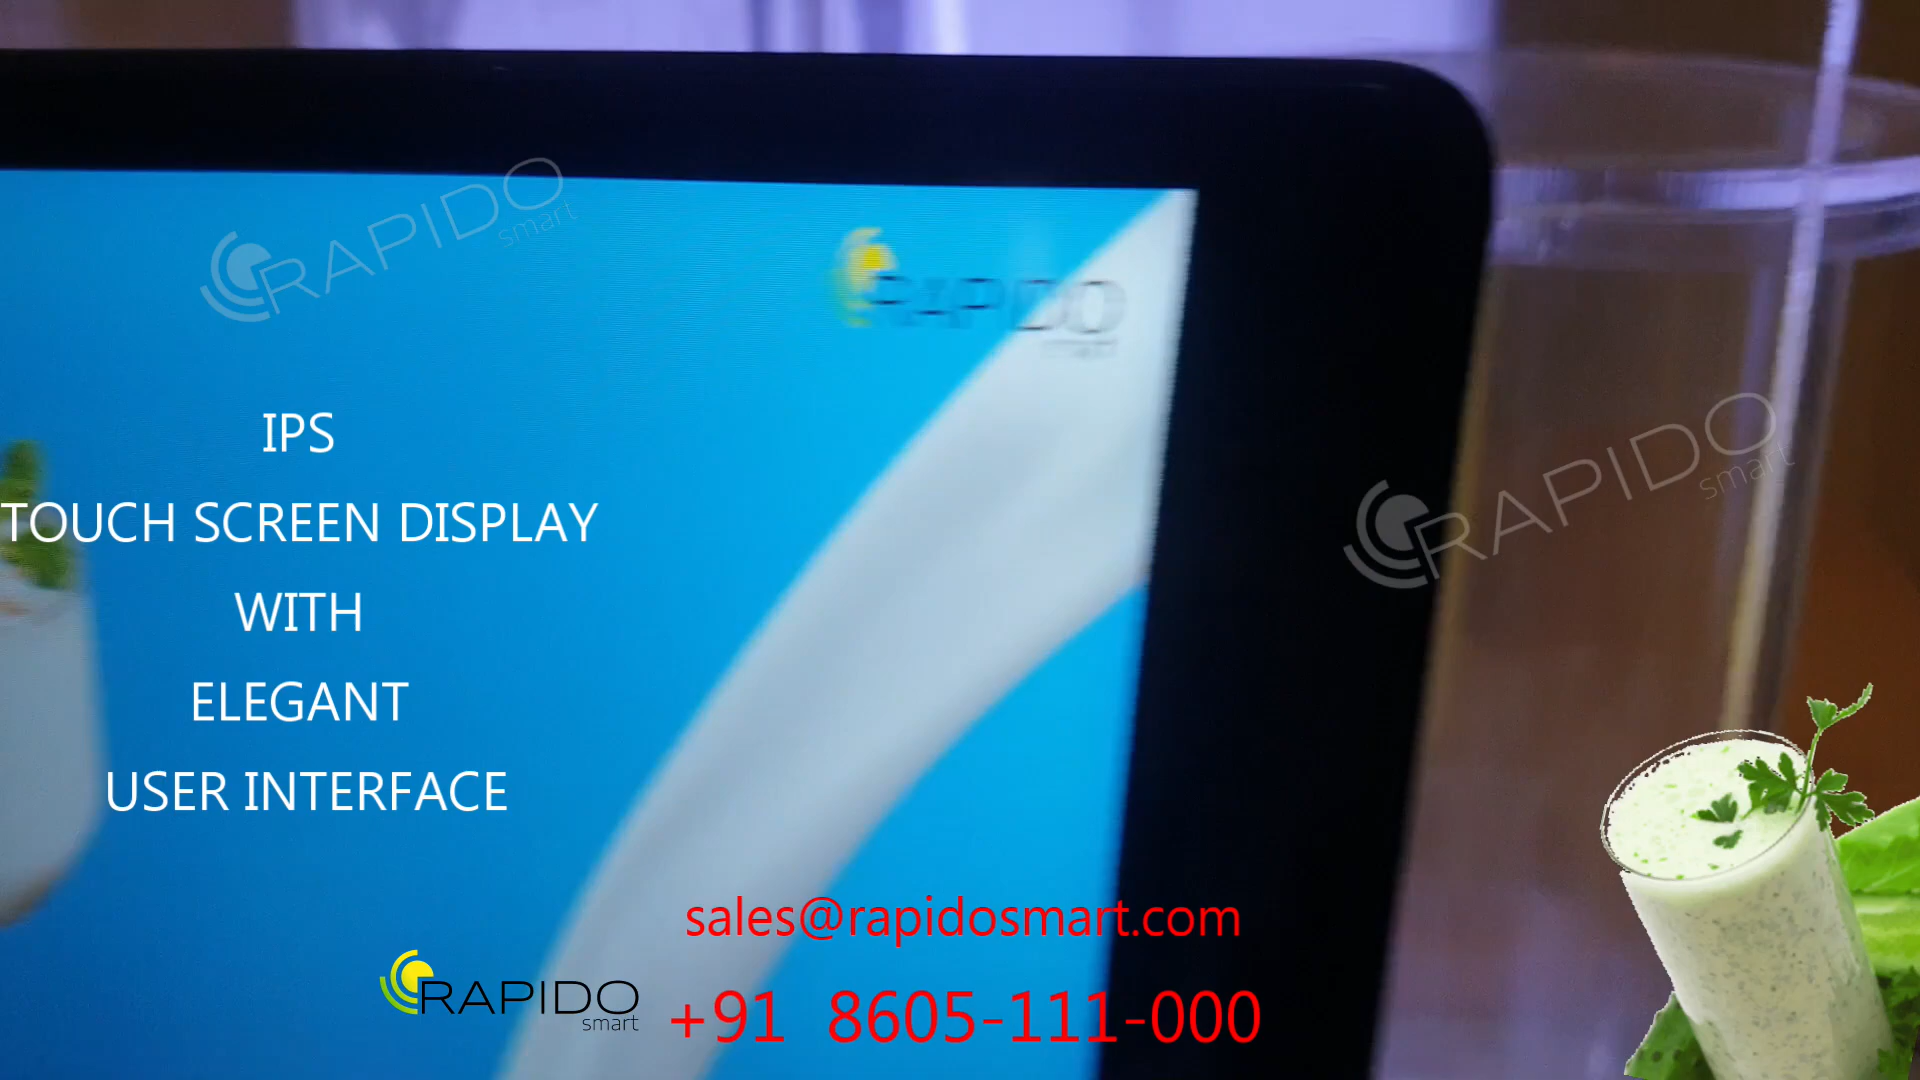 RAPIDO
smart
RAPIDO
smart
IPS
TOUCH SCREEN DISPLAY
WITH
ELEGANT
USER INTERFACE
RAPIDO
smart
sales@rapidosmart.com
RAPIDO
smart
+91 8605-111-000